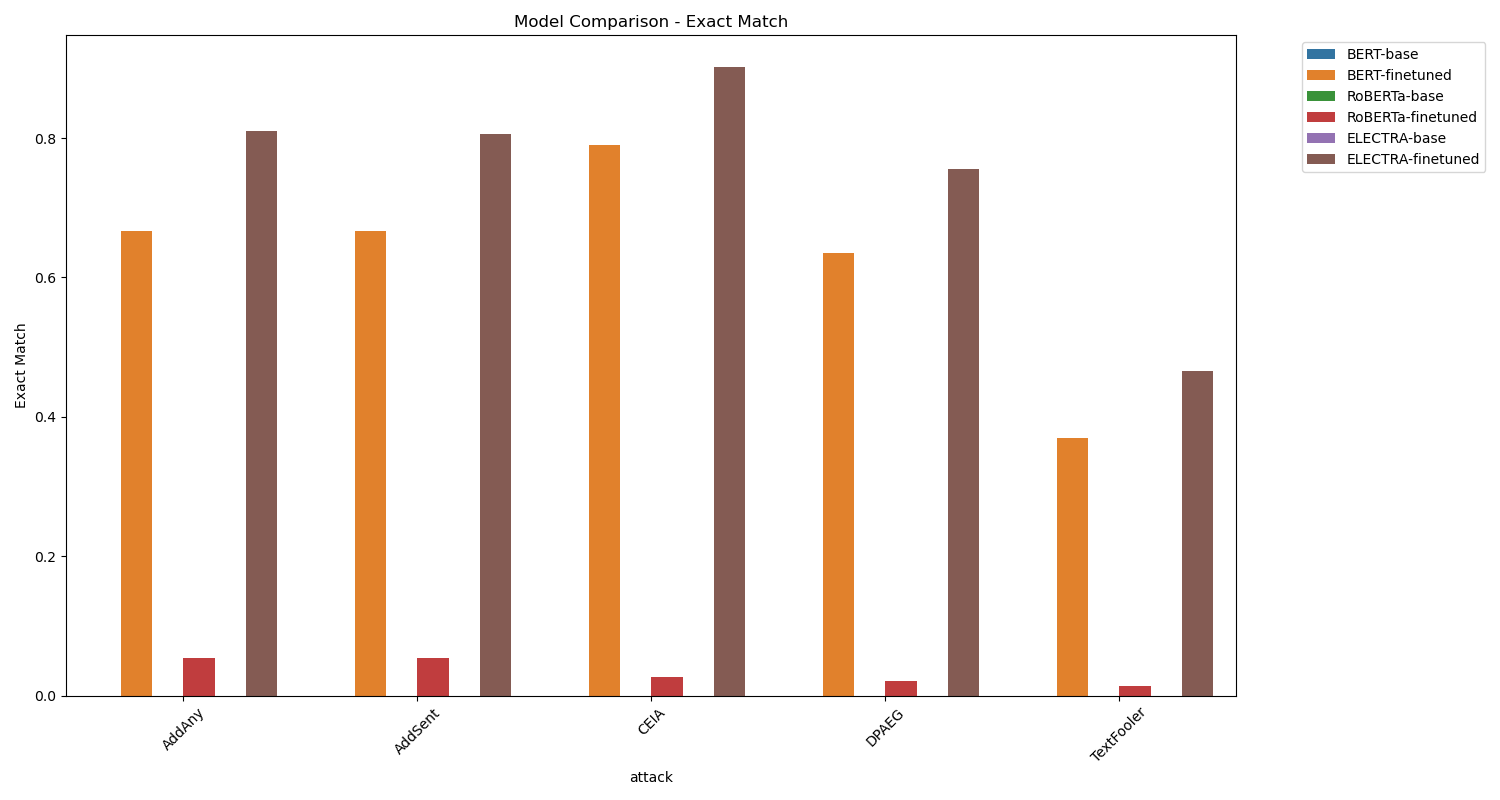 Model Comparison - Exact Match
BERT-base
BERT-finetuned
RoBERTa-base
RoBERTa-finetuned
ELECTRA-base
ELECTRA-finetuned
Exact Match
0.8
0.6
0.4
0.2
0.0
AddAny
AddSent
CEIA
DPAEG
TextFooler
attack